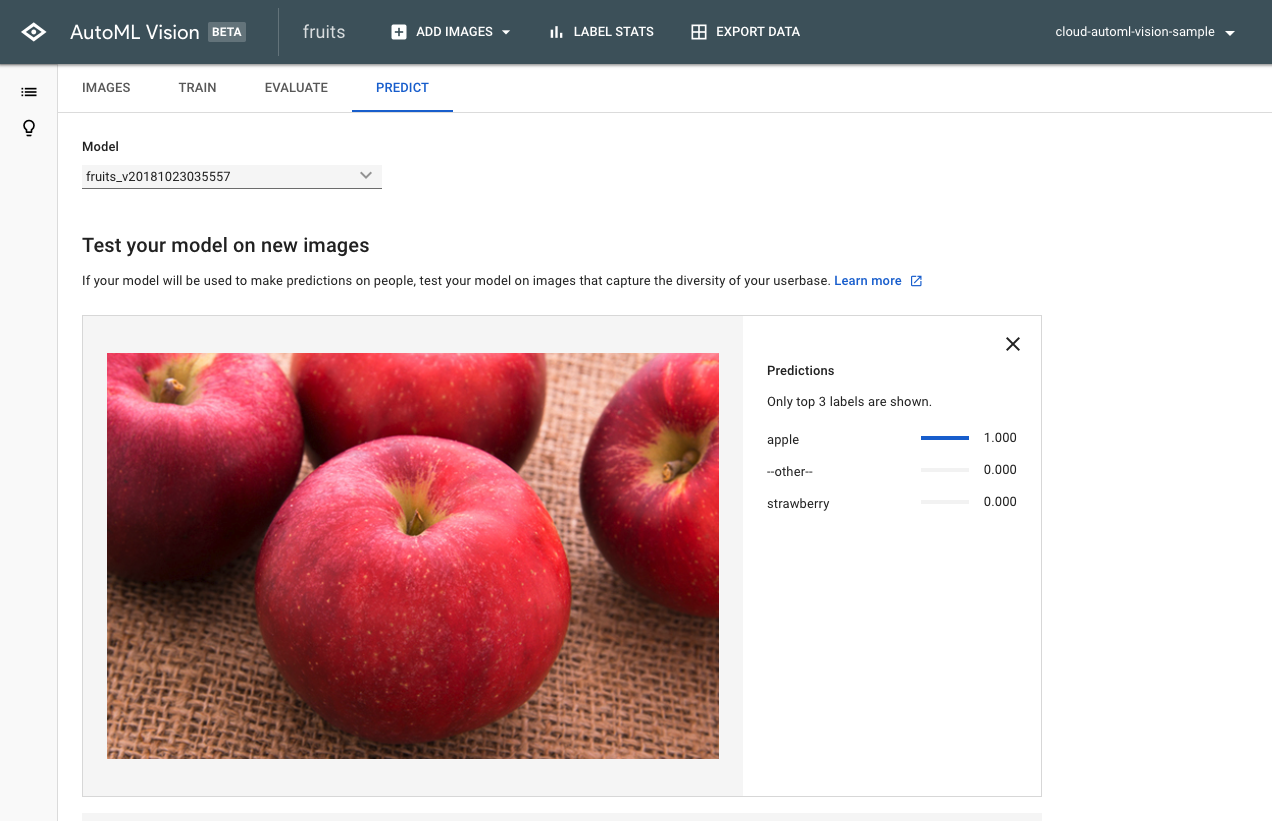 AutoML Vision BETA fruits ADD IMAGES LABEL STATS EXPORT DATA cloud-automl-vision-sample
IMAGES TRAIN EVALUATE PREDICT
Model
fruits_v20181023035557
Test your model on new images
If your model will be used to make predictions on people, test your model on images that capture the diversity of your userbase. Learn more
Predictions
Only top 3 labels are shown.
apple 1.000
--other-- 0.000
strawberry 0.000